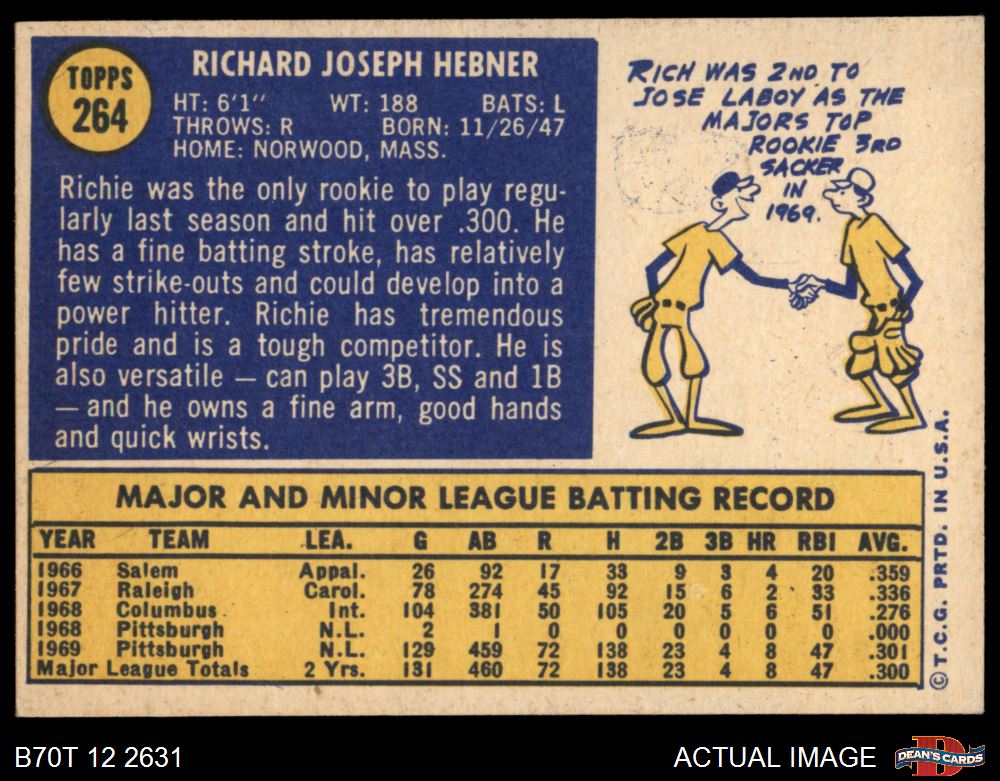 TOPPS
264
RICHARD JOSEPH HEBNER
HT: 6'1" WT: 188 BATS: L
THROWS: R BORN: 11/26/47
HOME: NORWOOD, MASS.
Richie was the only rookie to play regu-
larly last season and hit over .300. He
has a fine batting stroke, has relatively
few strike-outs and could develop into a
power hitter. Richie has tremendous
pride and is a tough competitor. He is
also versatile — can play 3B, SS and 1B
— and he owns a fine arm, good hands
and quick wrists.
RICH WAS 2ND TO
JOSE LABOY AS THE
MAJORS TOP
ROOKIE 3RD
SACKER
IN
1969.
MAJOR AND MINOR LEAGUE BATTING RECORD
YEAR TEAM LEA. G AB R H 2B 3B HR RBI AVG.
1966 Salem Appal. 26 92 17 33 9 3 4 20 .359
1967 Raleigh Carol. 78 274 45 92 15 6 2 33 .336
1968 Columbus Int. 104 381 50 105 20 5 6 51 .276
1968 Pittsburgh N.L. 2 1 0 0 0 0 0 0 .000
1969 Pittsburgh N.L. 129 459 72 138 23 4 8 47 .301
Major League Totals 2 Yrs. 131 460 72 138 23 4 8 47 .300
© T.C.G. PRTD. IN U.S.A.
B70T 12 2631
ACTUAL IMAGE
D
DEAN'S CARDS